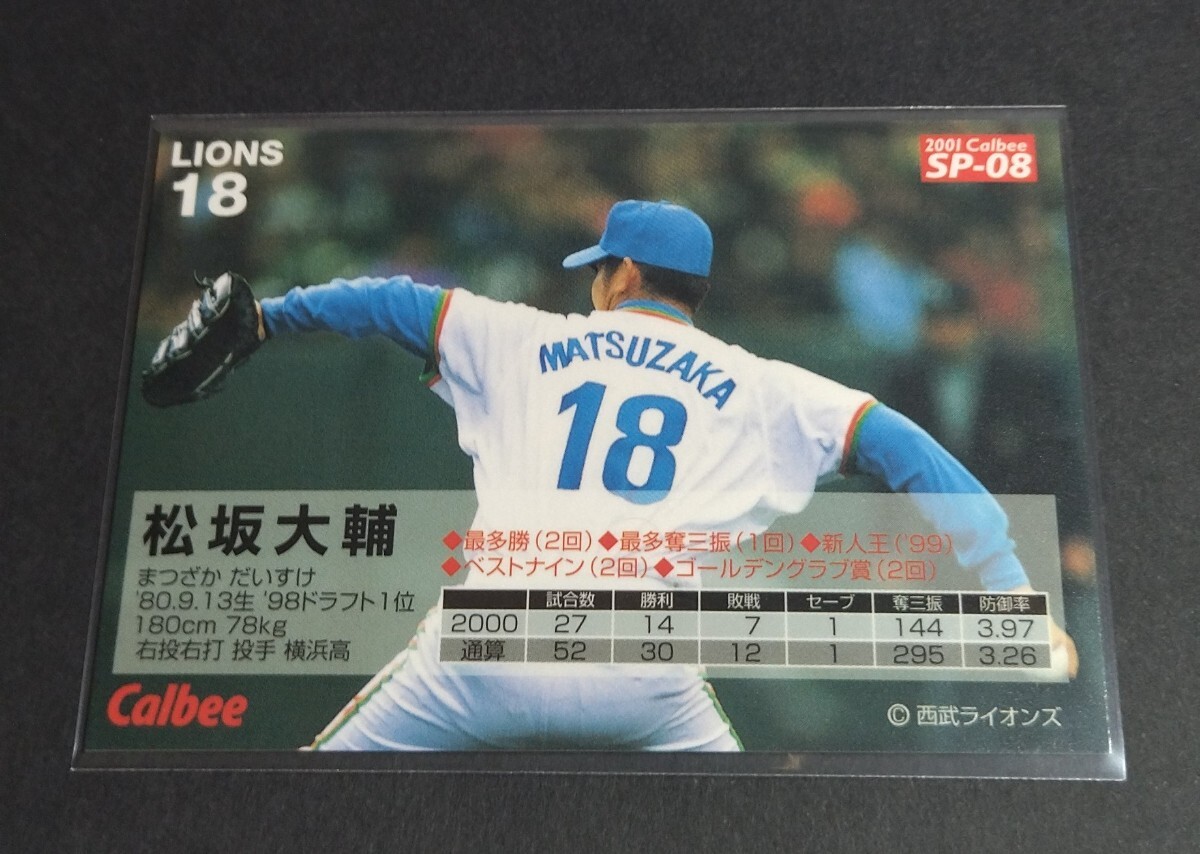 LIONS
18
2001 Calbee
SP-08
MATSUZAKA
18
松坂大輔
まつざか だいすけ
'80.9.13生 '98ドラフト1位
180cm 78kg
右投右打 投手 横浜高
◆最多勝(2回)◆最多奪三振(1回)◆新人王('99)
◆ベストナイン(2回)◆ゴールデングラブ賞(2回)
試合数 勝利 敗戦 セーブ 奪三振 防御率
2000 27 14 7 1 144 3.97
通算 52 30 12 1 295 3.26
Calbee
© 西武ライオンズ